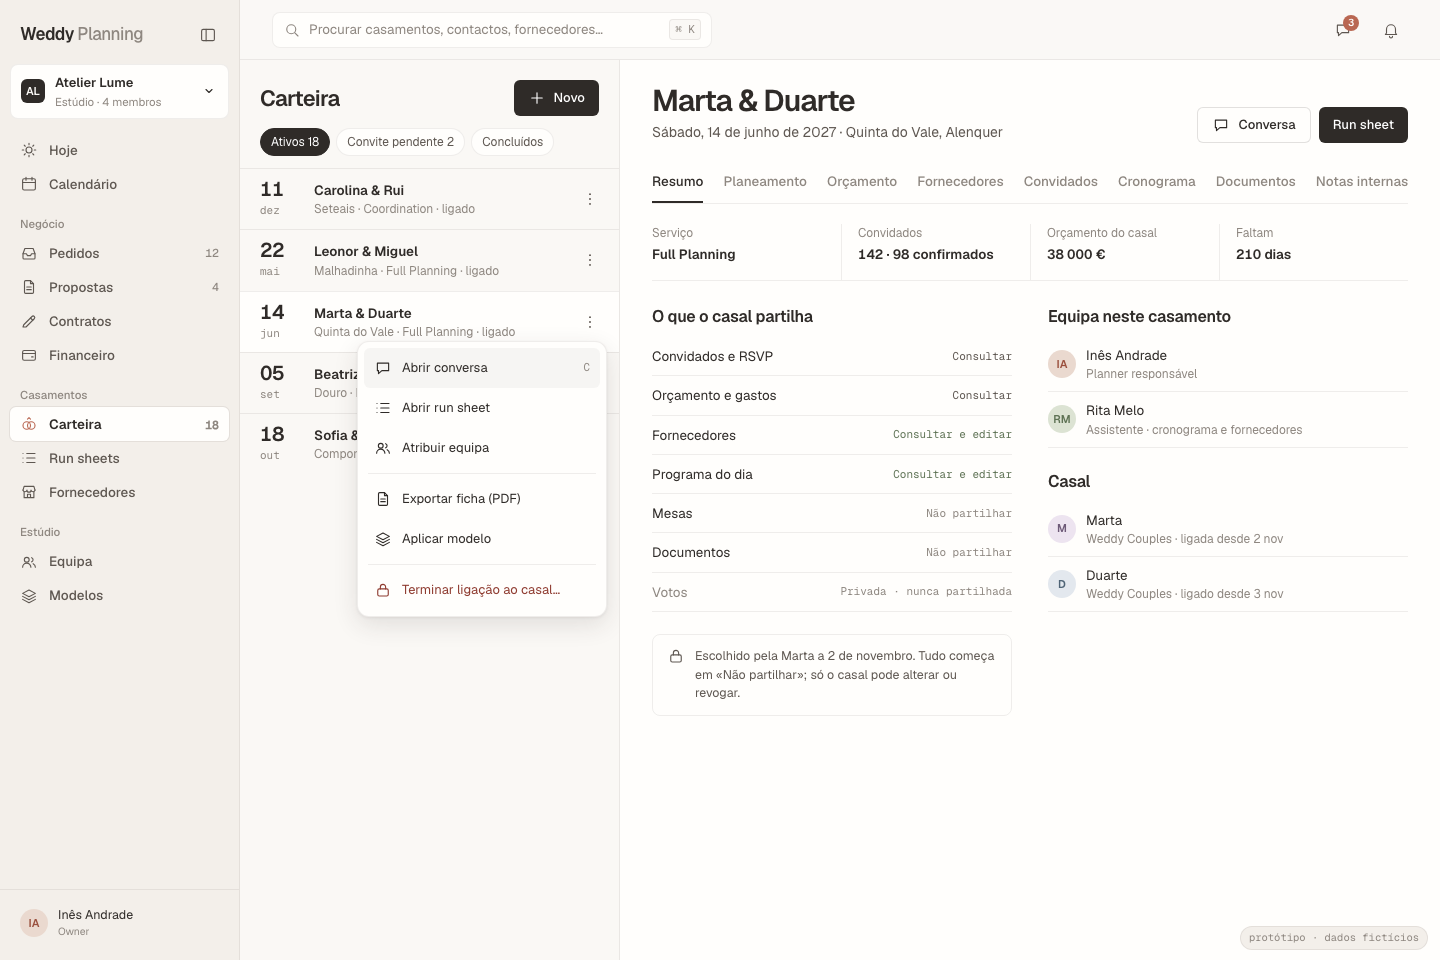 Weddy Planning
AL
Atelier Lume
Estúdio · 4 membros
Hoje
Calendário
Negócio
Pedidos 12
Propostas 4
Contratos
Financeiro
Casamentos
Carteira 18
Run sheets
Fornecedores
Estúdio
Equipa
Modelos
IA
Inês Andrade
Owner
Procurar casamentos, contactos, fornecedores… ⌘ K
3
Carteira
Novo
Ativos 18 Convite pendente 2 Concluídos
11 dez
Carolina & Rui
Seteais · Coordination · ligado
22 mai
Leonor & Miguel
Malhadinha · Full Planning · ligado
14 jun
Marta & Duarte
Quinta do Vale · Full Planning · ligado
05 set
Douro ·
18 out
Sofia &
Abrir conversa C
Abrir run sheet
Atribuir equipa
Exportar ficha (PDF)
Aplicar modelo
Terminar ligação ao casal…
Marta & Duarte
Sábado, 14 de junho de 2027 · Quinta do Vale, Alenquer
Conversa Run sheet
Resumo Planeamento Orçamento Fornecedores Convidados Cronograma Documentos Notas internas
Serviço
Full Planning
Convidados
142 · 98 confirmados
Orçamento do casal
38 000 €
Faltam
210 dias
O que o casal partilha
Convidados e RSVP Consultar
Orçamento e gastos Consultar
Fornecedores Consultar e editar
Programa do dia Consultar e editar
Mesas Não partilhar
Documentos Não partilhar
Votos Privada · nunca partilhada
Escolhido pela Marta a 2 de novembro. Tudo começa
em «Não partilhar»; só o casal pode alterar ou
revogar.
Equipa neste casamento
IA
Inês Andrade
Planner responsável
RM
Rita Melo
Assistente · cronograma e fornecedores
Casal
M
Marta
Weddy Couples · ligada desde 2 nov
D
Duarte
Weddy Couples · ligado desde 3 nov
protótipo · dados fictícios